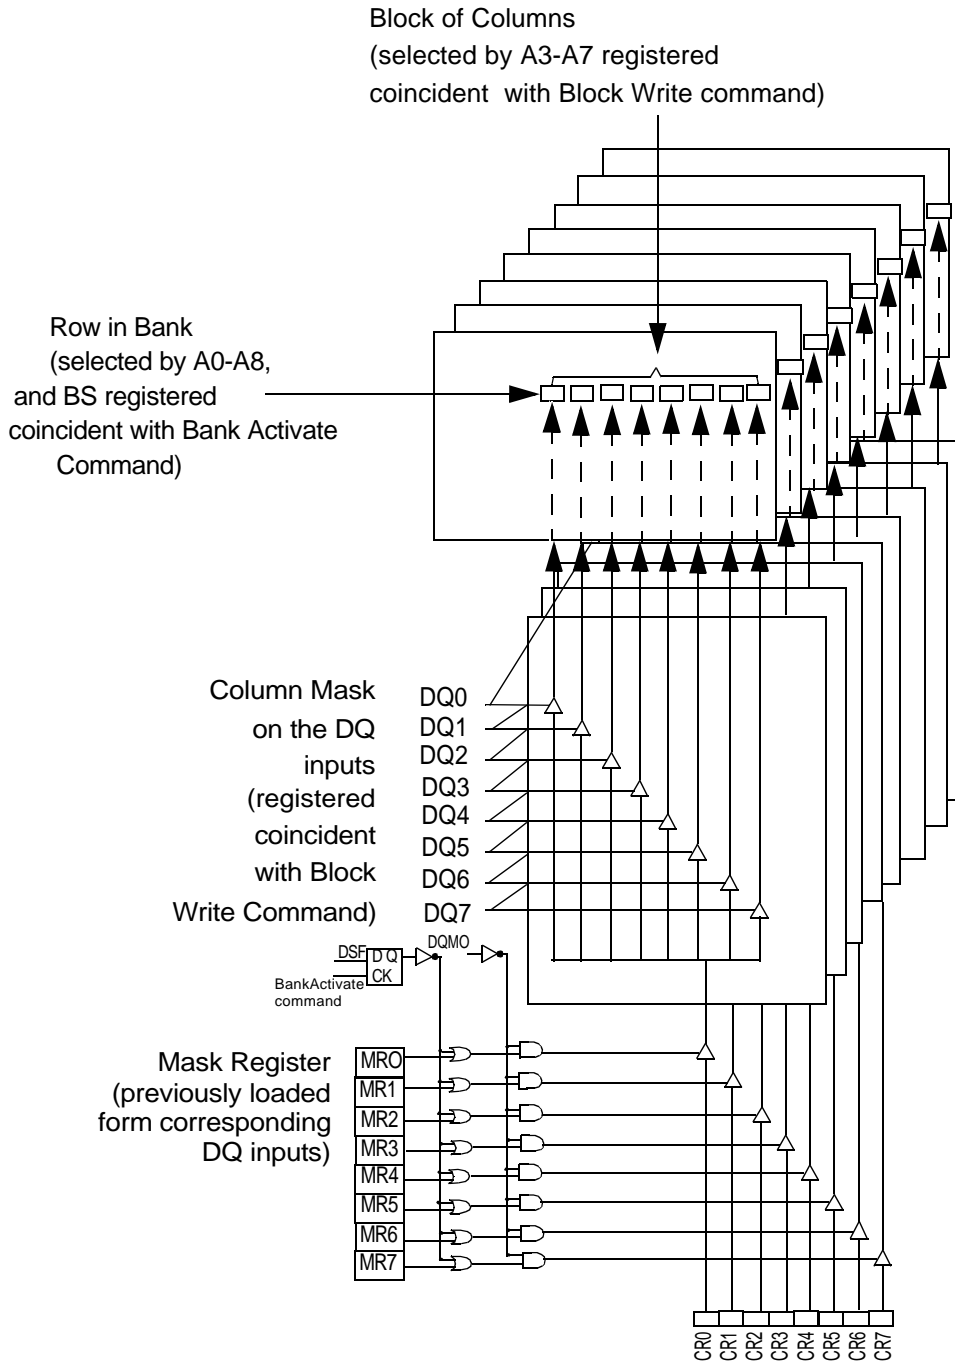 Block of Columns
(selected by A3-A7 registered
coincident with Block Write command)
Row in Bank
(selected by A0-A8,
and BS registered
coincident with Bank Activate
Command)
Column Mask
on the DQ
inputs
(registered
coincident
with Block
Write Command)
DQ0
DQ1
DQ2
DQ3
DQ4
DQ5
DQ6
DQ7
DSF
D Q
CK
DQMO
BankActivate
command
Mask Register
(previously loaded
form corresponding
DQ inputs)
MRO
MR1
MR2
MR3
MR4
MR5
MR6
MR7
CR0
CR1
CR2
CR3
CR4
CR5
CR6
CR7